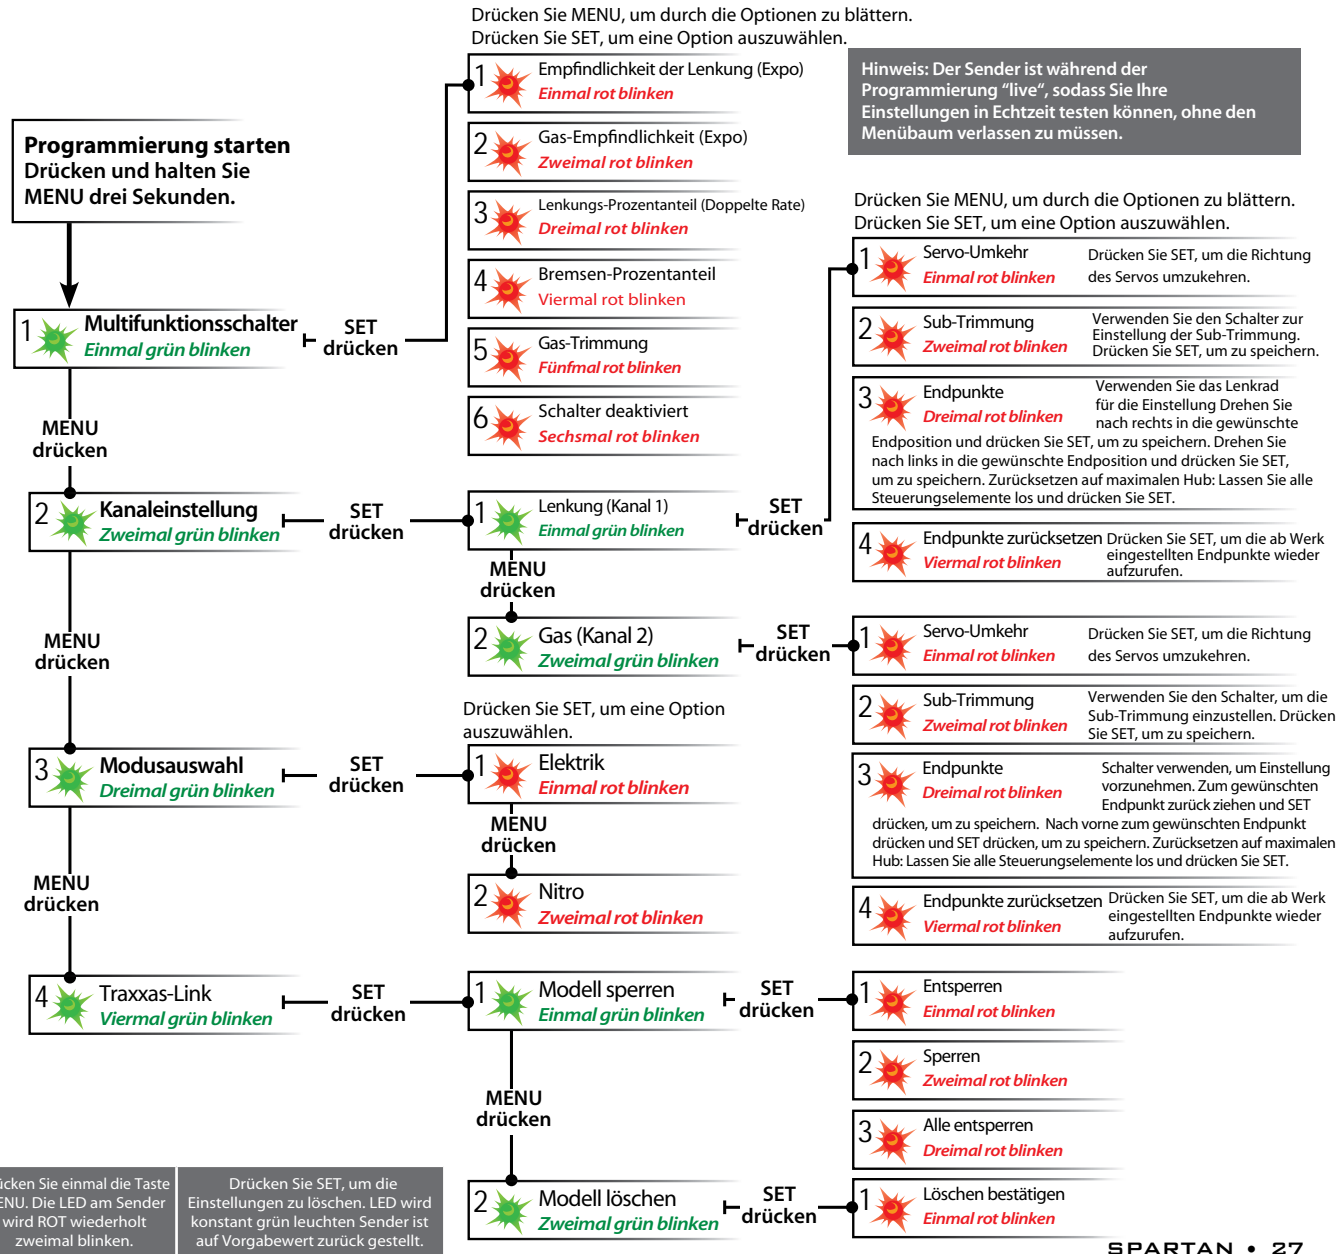 Drücken Sie MENU, um durch die Optionen zu blättern.
Drücken Sie SET, um eine Option auszuwählen.
1 Empfindlichkeit der Lenkung (Expo)
Einmal rot blinken
2 Gas-Empfindlichkeit (Expo)
Zweimal rot blinken
3 Lenkungs-Prozentanteil (Doppelte Rate)
Dreimal rot blinken
4 Bremsen-Prozentanteil
Viermal rot blinken
5 Gas-Trimmung
Fünfmal rot blinken
6 Schalter deaktiviert
Sechsmal rot blinken
Hinweis: Der Sender ist während der
Programmierung “live“, sodass Sie Ihre
Einstellungen in Echtzeit testen können, ohne den
Menübaum verlassen zu müssen.
Programmierung starten
Drücken und halten Sie
MENU drei Sekunden.
1 Multifunktionsschalter
Einmal grün blinken
SET
drücken
MENU
drücken
2 Kanaleinstellung
Zweimal grün blinken
SET
drücken
1 Lenkung (Kanal 1)
Einmal grün blinken
SET
drücken
Drücken Sie MENU, um durch die Optionen zu blättern.
Drücken Sie SET, um eine Option auszuwählen.
1 Servo-Umkehr
Einmal rot blinken
Drücken Sie SET, um die Richtung
des Servos umzukehren.
2 Sub-Trimmung
Zweimal rot blinken
Verwenden Sie den Schalter zur
Einstellung der Sub-Trimmung.
Drücken Sie SET, um zu speichern.
3 Endpunkte
Dreimal rot blinken
Verwenden Sie das Lenkrad
für die Einstellung Drehen Sie
nach rechts in die gewünschte
Endposition und drücken Sie SET, um zu speichern. Drehen Sie
nach links in die gewünschte Endposition und drücken Sie SET,
um zu speichern. Zurücksetzen auf maximalen Hub: Lassen Sie alle
Steuerungselemente los und drücken Sie SET.
4 Endpunkte zurücksetzen
Viermal rot blinken
Drücken Sie SET, um die ab Werk
eingestellten Endpunkte wieder
aufzurufen.
MENU
drücken
2 Gas (Kanal 2)
Zweimal grün blinken
SET
drücken
1 Servo-Umkehr
Einmal rot blinken
Drücken Sie SET, um die Richtung
des Servos umzukehren.
2 Sub-Trimmung
Zweimal rot blinken
Verwenden Sie den Schalter, um die
Sub-Trimmung einzustellen. Drücken
Sie SET, um zu speichern.
3 Endpunkte
Dreimal rot blinken
Schalter verwenden, um Einstellung
vorzunehmen. Zum gewünschten
Endpunkt zurück ziehen und SET
drücken, um zu speichern. Nach vorne zum gewünschten Endpunkt
drücken und SET drücken, um zu speichern. Zurücksetzen auf maximalen
Hub: Lassen Sie alle Steuerungselemente los und drücken Sie SET.
4 Endpunkte zurücksetzen
Viermal rot blinken
Drücken Sie SET, um die ab Werk
eingestellten Endpunkte wieder
aufzurufen.
MENU
drücken
3 Modusauswahl
Dreimal grün blinken
SET
drücken
Drücken Sie SET, um eine Option
auszuwählen.
1 Elektrik
Einmal rot blinken
MENU
drücken
2 Nitro
Zweimal rot blinken
MENU
drücken
4 Traxxas-Link
Viermal grün blinken
SET
drücken
1 Modell sperren
Einmal grün blinken
SET
drücken
1 Entsperren
Einmal rot blinken
2 Sperren
Zweimal rot blinken
3 Alle entsperren
Dreimal rot blinken
MENU
drücken
2 Modell löschen
Zweimal grün blinken
SET
drücken
1 Löschen bestätigen
Einmal rot blinken
Sie einmal die Taste
Die LED am Sender
wird ROT wiederholt
zweimal blinken.
Drücken Sie SET, um die
Einstellungen zu löschen. LED wird
konstant grün leuchten Sender ist
auf Vorgabewert zurück gestellt.
SPARTAN • 27